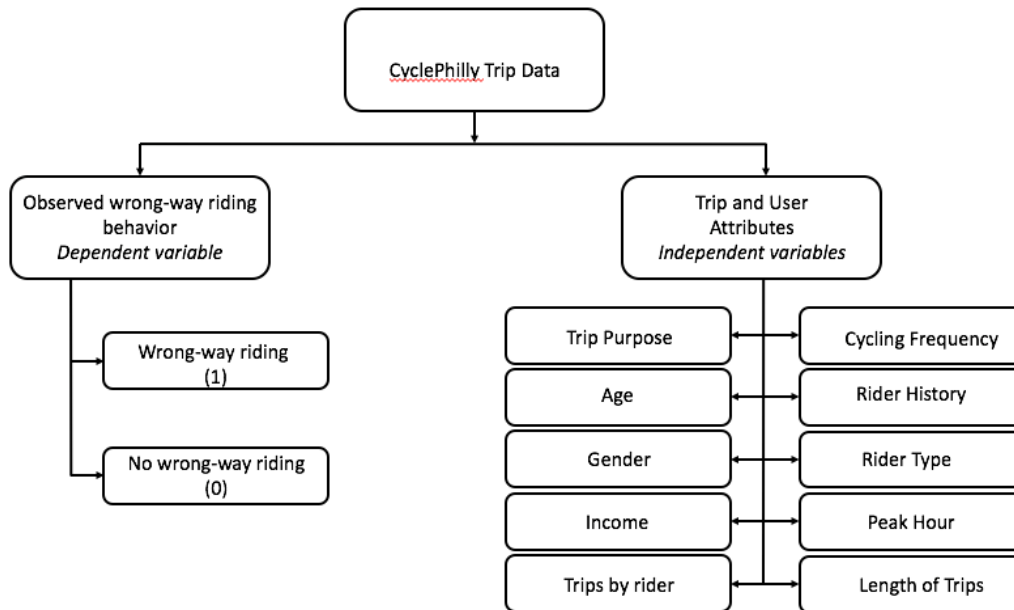 CyclePhilly Trip Data
Observed wrong-way riding
behavior
Dependent variable
Wrong-way riding
(1)
No wrong-way riding
(0)
Trip and User
Attributes
Independent variables
Trip Purpose
Cycling Frequency
Age
Rider History
Gender
Rider Type
Income
Peak Hour
Trips by rider
Length of Trips